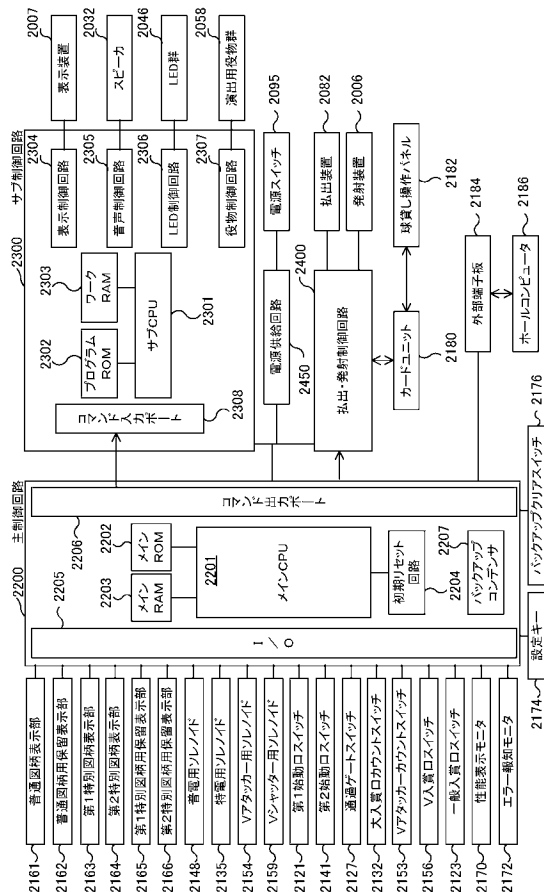 2200
主制御回路
2161 普通図柄表示部
2162 普通図柄用保留表示部
2163 第1特別図柄表示部
2164 第2特別図柄表示部
2165 第1特別図柄用保留表示部
2166 第2特別図柄用保留表示部
2148 普電用ソレノイド
2135 特電用ソレノイド
2154 Vアタッカー用ソレノイド
2159 Vシャッター用ソレノイド
2121 第1始動口スイッチ
2141 第2始動口スイッチ
2127 通過ゲートスイッチ
2132 大入賞口カウントスイッチ
2153 Vアタッカーカウントスイッチ
2156 V入賞口スイッチ
2123 一般入賞口スイッチ
2170 性能表示モニタ
2172 エラー報知モニタ
2205
I/O
2206
コマンド出力ポート
2203
メインRAM
2202
メインROM
2201
メインCPU
初期リセット回路
2204
2207
バックアップコンデンサ
2174 設定キー
バックアップクリアスイッチ 2176
2300
サブ制御回路
コマンド入力ポート
2308
2302
プログラムROM
2303
ワークRAM
サブCPU
2301
2304
表示制御回路
2305
音声制御回路
2306
LED制御回路
2307
役物制御回路
表示装置 2007
スピーカ 2032
LED群 2046
演出用役物群 2058
電源供給回路
2450
電源スイッチ 2095
2400
払出・発射制御回路
払出装置 2082
発射装置 2006
カードユニット
2180
球貸し操作パネル
2182
外部端子板 2184
ホールコンピュータ 2186